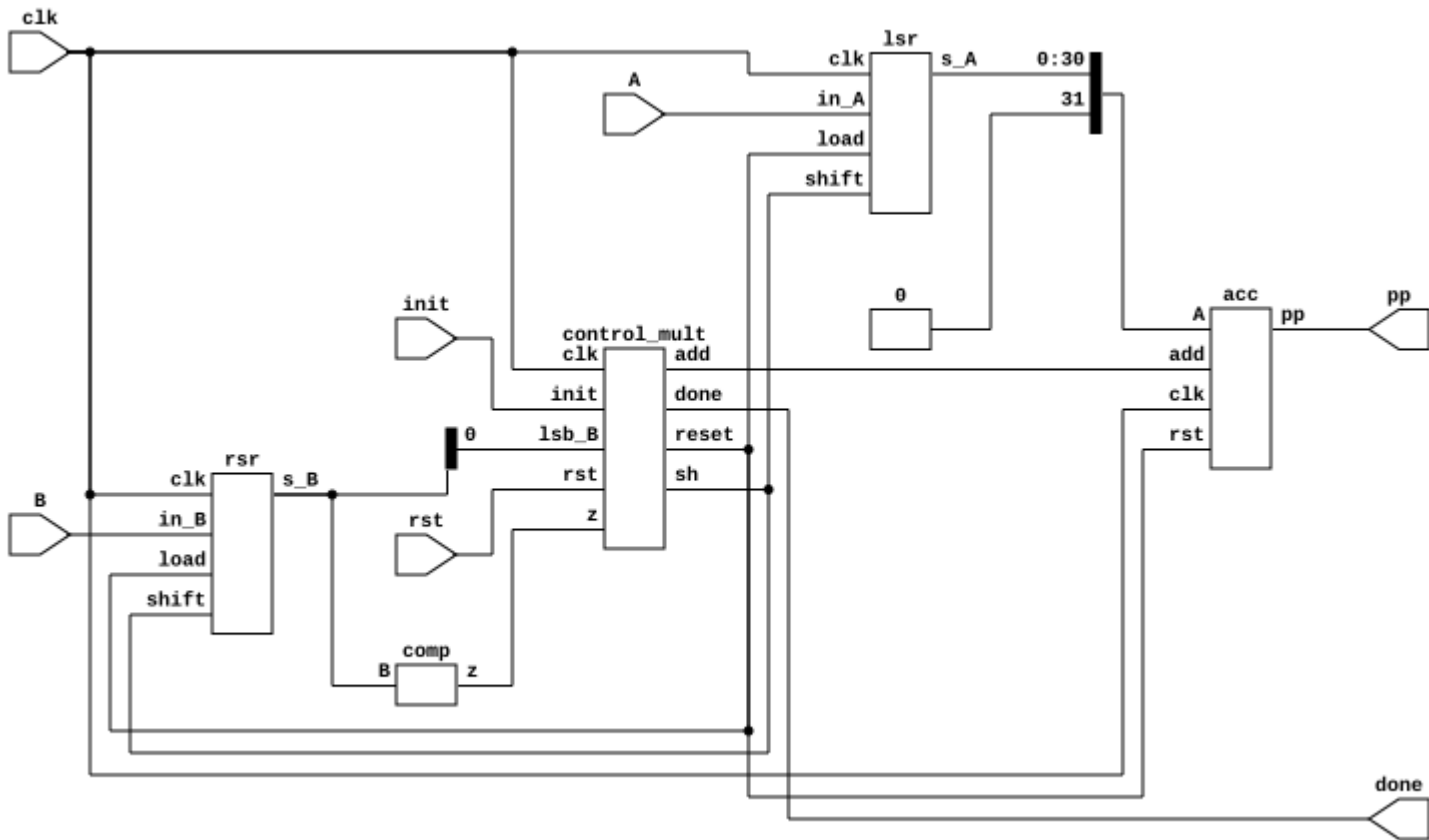 clk
lsr
clk
s_A
0:30
A
in_A
31
load
shift
init
0
acc
pp
control_mult
A
pp
clk
add
add
init
done
clk
lsb_B
0
reset
rst
rsr
clk
s_B
rst
sh
B
in_B
z
rst
load
shift
comp
B
z
done